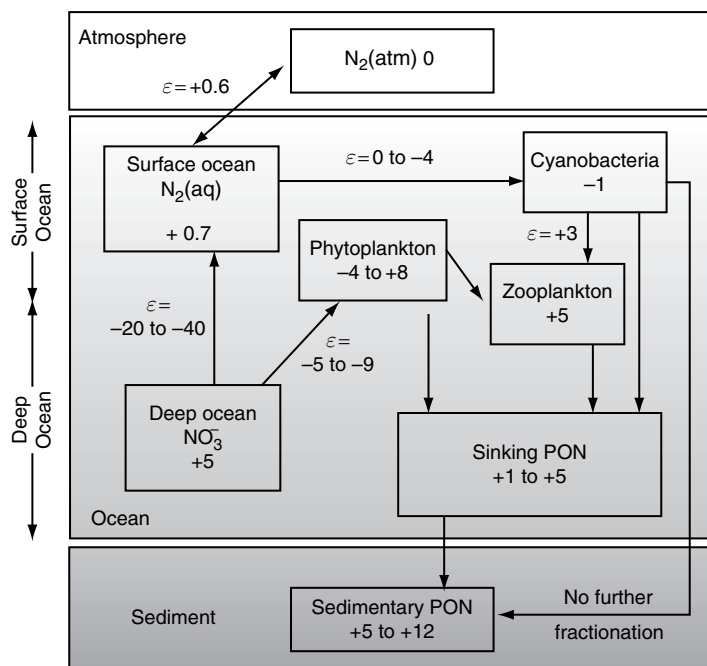 Atmosphere
N₂(atm) 0
ε = +0.6
Surface
Ocean
Deep
Ocean
Surface ocean
N₂(aq)
+ 0.7
ε = 0 to −4
Cyanobacteria
−1
ε = +3
Phytoplankton
−4 to +8
Zooplankton
+5
ε =
−20 to −40
ε =
−5 to −9
Deep ocean
NO₃⁻
+5
Sinking PON
+1 to +5
Ocean
Sediment
Sedimentary PON
+5 to +12
No further
fractionation